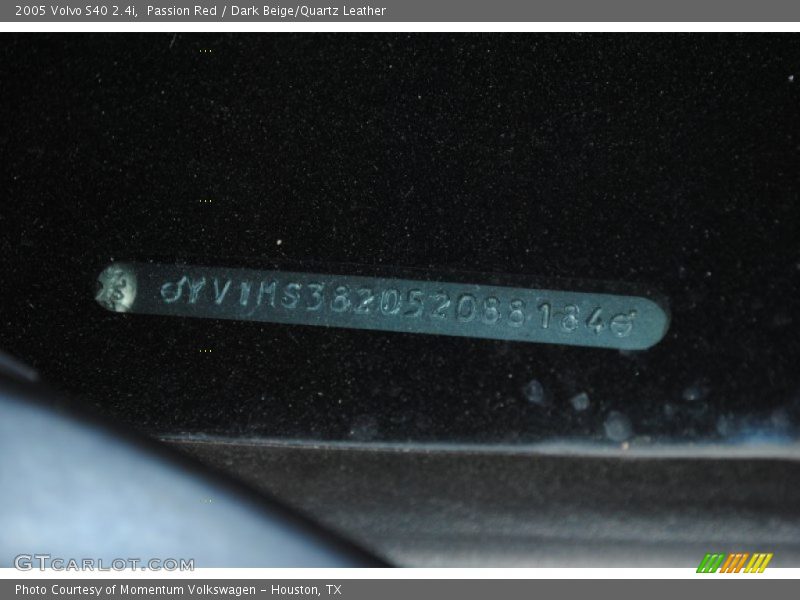 2005 Volvo S40 2.4i,  Passion Red / Dark Beige/Quartz Leather
YV1MS382052088184
GTcarlot.com
Photo Courtesy of Momentum Volkswagen – Houston, TX